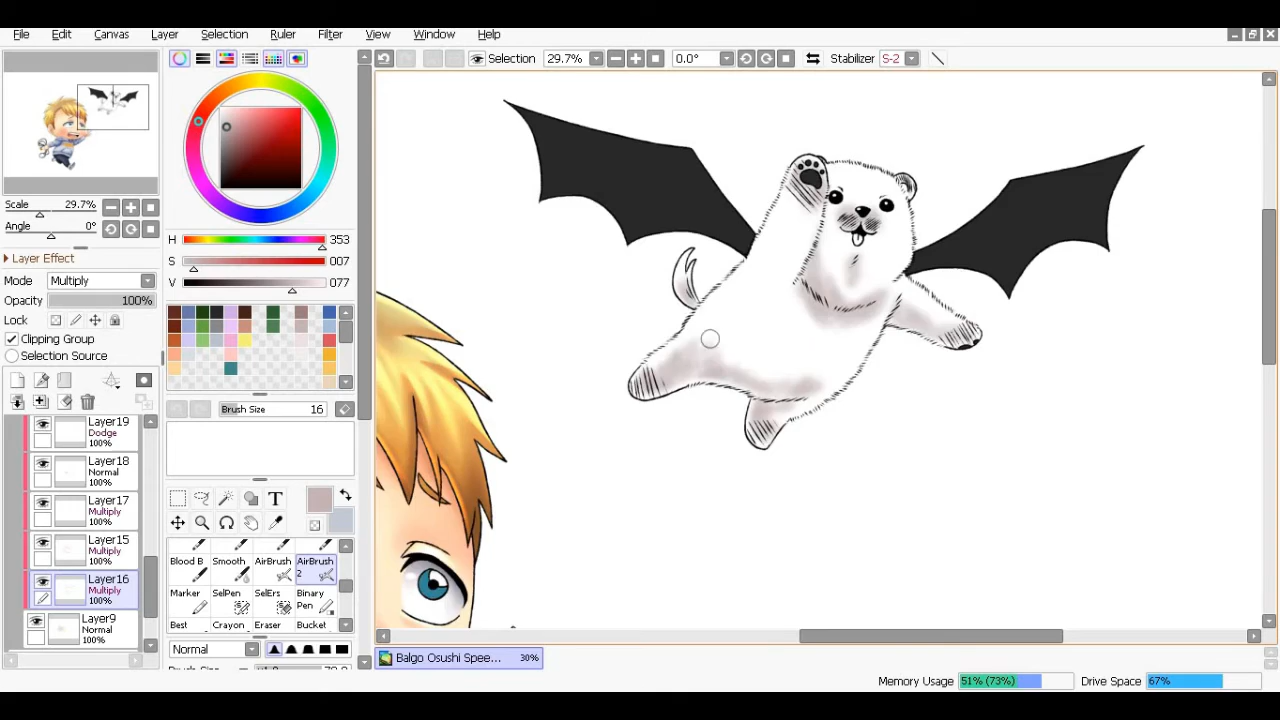 File Edit Canvas Layer Selection Ruler Filter View Window Help
Selection 29.7% 0.0° Stabilizer S-2
Scale 29.7%
Angle 0°
Layer Effect
Mode Multiply
Opacity 100%
Lock
Clipping Group
Selection Source
Layer19
Dodge
100%
Layer18
Normal
100%
Layer17
Multiply
100%
Layer15
Multiply
100%
Layer16
Multiply
100%
Layer9
Normal
100%
H 353
S 007
V 077
Brush Size 16
T
Blood B Smooth AirBrush AirBrush 2
Marker SelPen SelErs Binary Pen
Best Crayon Eraser Bucket
Normal
Balgo Osushi Spee... 30%
Memory Usage 51% (73%) Drive Space 67%